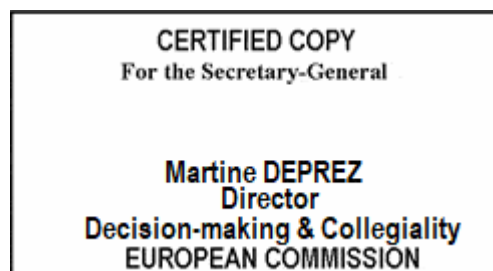 CERTIFIED COPY
For the Secretary-General
Martine DEPREZ
Director
Decision-making & Collegiality
EUROPEAN COMMISSION